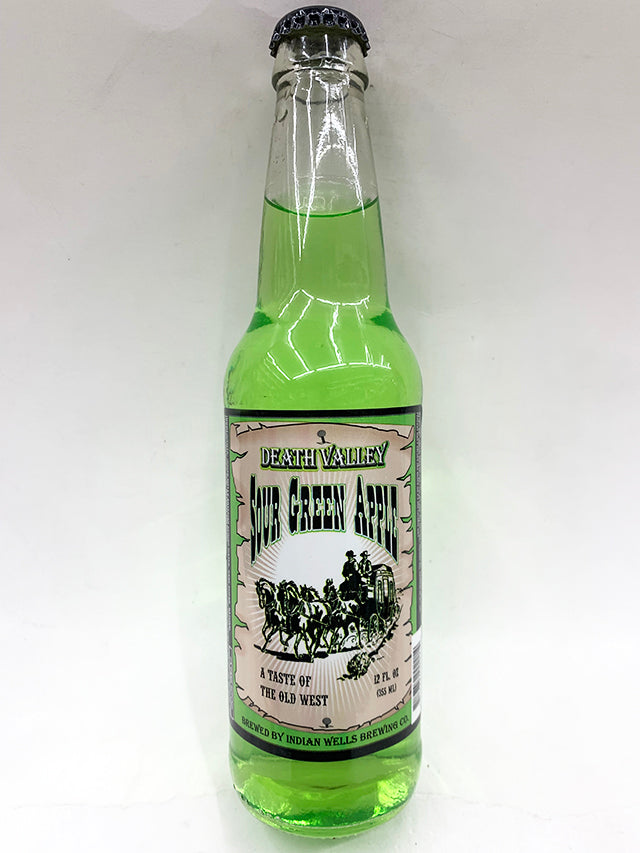 DEATH VALLEY
SOUR GREEN APPLE
A TASTE OF
THE OLD WEST
12 FL. OZ
(355 ML)
BREWED BY INDIAN WELLS BREWING CO.